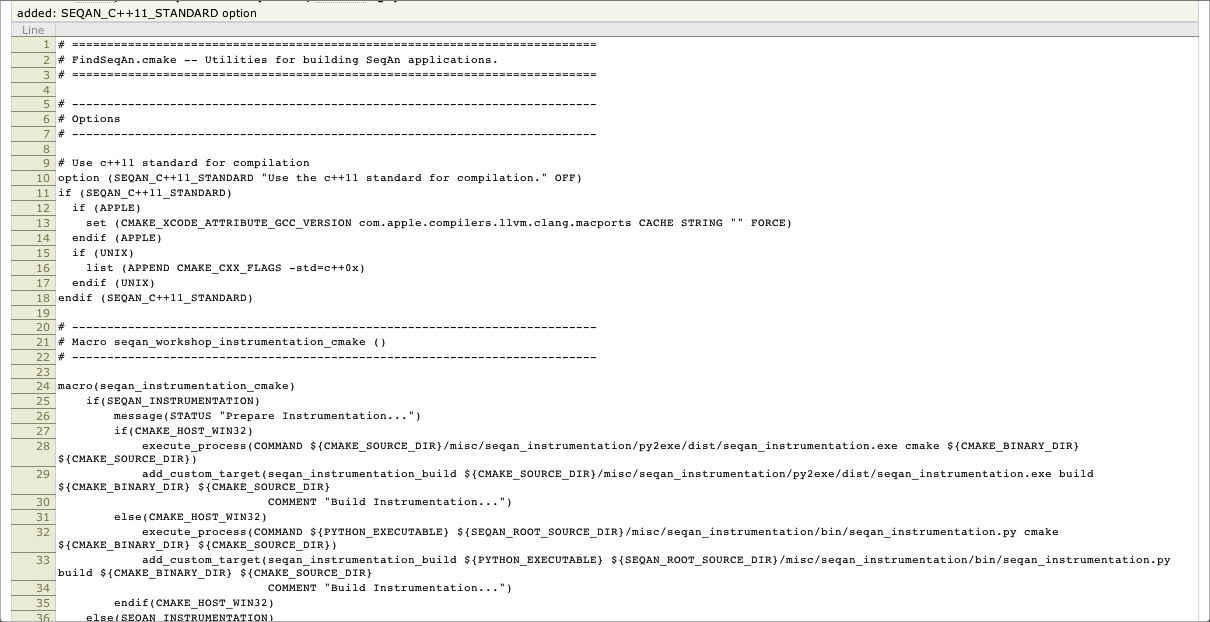 added: SEQAN_C++11_STANDARD option
Line
1 # ===========================================================================
2 # FindSeqAn.cmake -- Utilities for building SeqAn applications.
3 # ===========================================================================
4
5 # ---------------------------------------------------------------------------
6 # Options
7 # ---------------------------------------------------------------------------
8
9 # Use c++11 standard for compilation
10 option (SEQAN_C++11_STANDARD "Use the c++11 standard for compilation." OFF)
11 if (SEQAN_C++11_STANDARD)
12   if (APPLE)
13     set (CMAKE_XCODE_ATTRIBUTE_GCC_VERSION com.apple.compilers.llvm.clang.macports CACHE STRING "" FORCE)
14   endif (APPLE)
15   if (UNIX)
16     list (APPEND CMAKE_CXX_FLAGS -std=c++0x)
17   endif (UNIX)
18 endif (SEQAN_C++11_STANDARD)
19
20 # ---------------------------------------------------------------------------
21 # Macro seqan_workshop_instrumentation_cmake ()
22 # ---------------------------------------------------------------------------
23
24 macro(seqan_instrumentation_cmake)
25     if(SEQAN_INSTRUMENTATION)
26         message(STATUS "Prepare Instrumentation...")
27         if(CMAKE_HOST_WIN32)
28             execute_process(COMMAND ${CMAKE_SOURCE_DIR}/misc/seqan_instrumentation/py2exe/dist/seqan_instrumentation.exe cmake ${CMAKE_BINARY_DIR}
${CMAKE_SOURCE_DIR})
29             add_custom_target(seqan_instrumentation_build ${CMAKE_SOURCE_DIR}/misc/seqan_instrumentation/py2exe/dist/seqan_instrumentation.exe build
${CMAKE_BINARY_DIR} ${CMAKE_SOURCE_DIR}
30                               COMMENT "Build Instrumentation...")
31         else(CMAKE_HOST_WIN32)
32             execute_process(COMMAND ${PYTHON_EXECUTABLE} ${SEQAN_ROOT_SOURCE_DIR}/misc/seqan_instrumentation/bin/seqan_instrumentation.py cmake
${CMAKE_BINARY_DIR} ${CMAKE_SOURCE_DIR})
33             add_custom_target(seqan_instrumentation_build ${PYTHON_EXECUTABLE} ${SEQAN_ROOT_SOURCE_DIR}/misc/seqan_instrumentation/bin/seqan_instrumentation.py
build ${CMAKE_BINARY_DIR} ${CMAKE_SOURCE_DIR}
34                               COMMENT "Build Instrumentation...")
35         endif(CMAKE_HOST_WIN32)
36     else(SEQAN_INSTRUMENTATION)